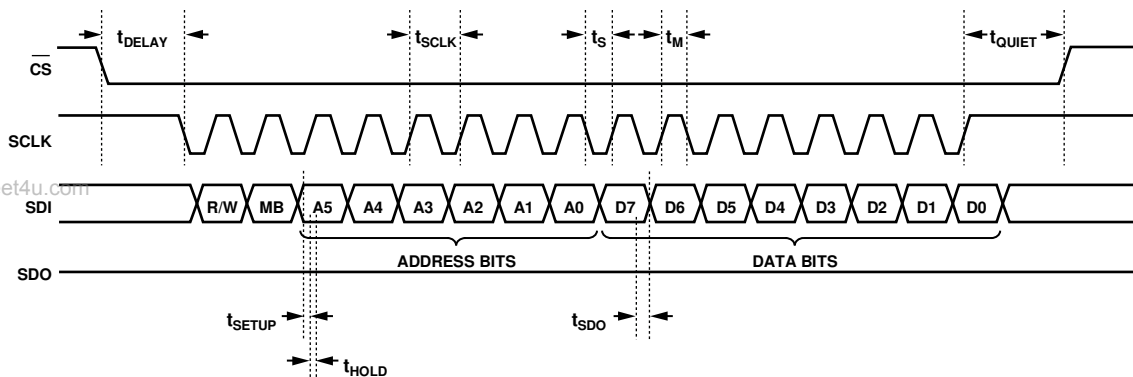 tDELAY tSCLK tS tM tQUIET
CS
SCLK
et4u.com
SDI R/W MB A5 A4 A3 A2 A1 A0 D7 D6 D5 D4 D3 D2 D1 D0
ADDRESS BITS DATA BITS
SDO
tSETUP tSDO
tHOLD